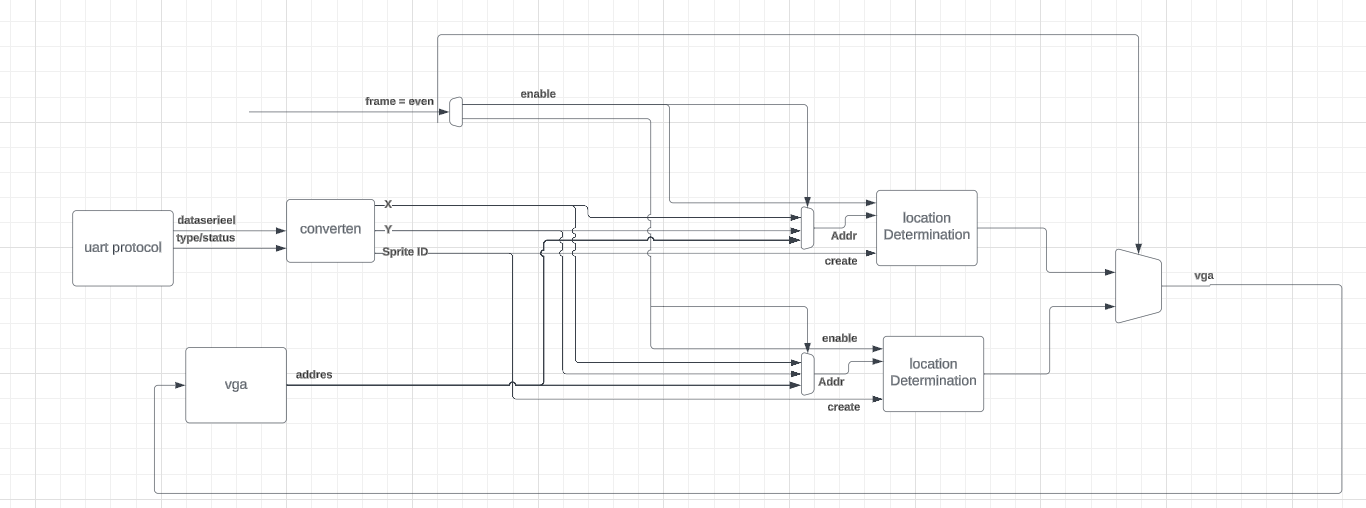 enable
frame = even
X
dataserieel
uart protocol
type/status
converten
Y
Sprite ID
location
Determination
Addr
create
vga
enable
location
Determination
addres
vga
Addr
create